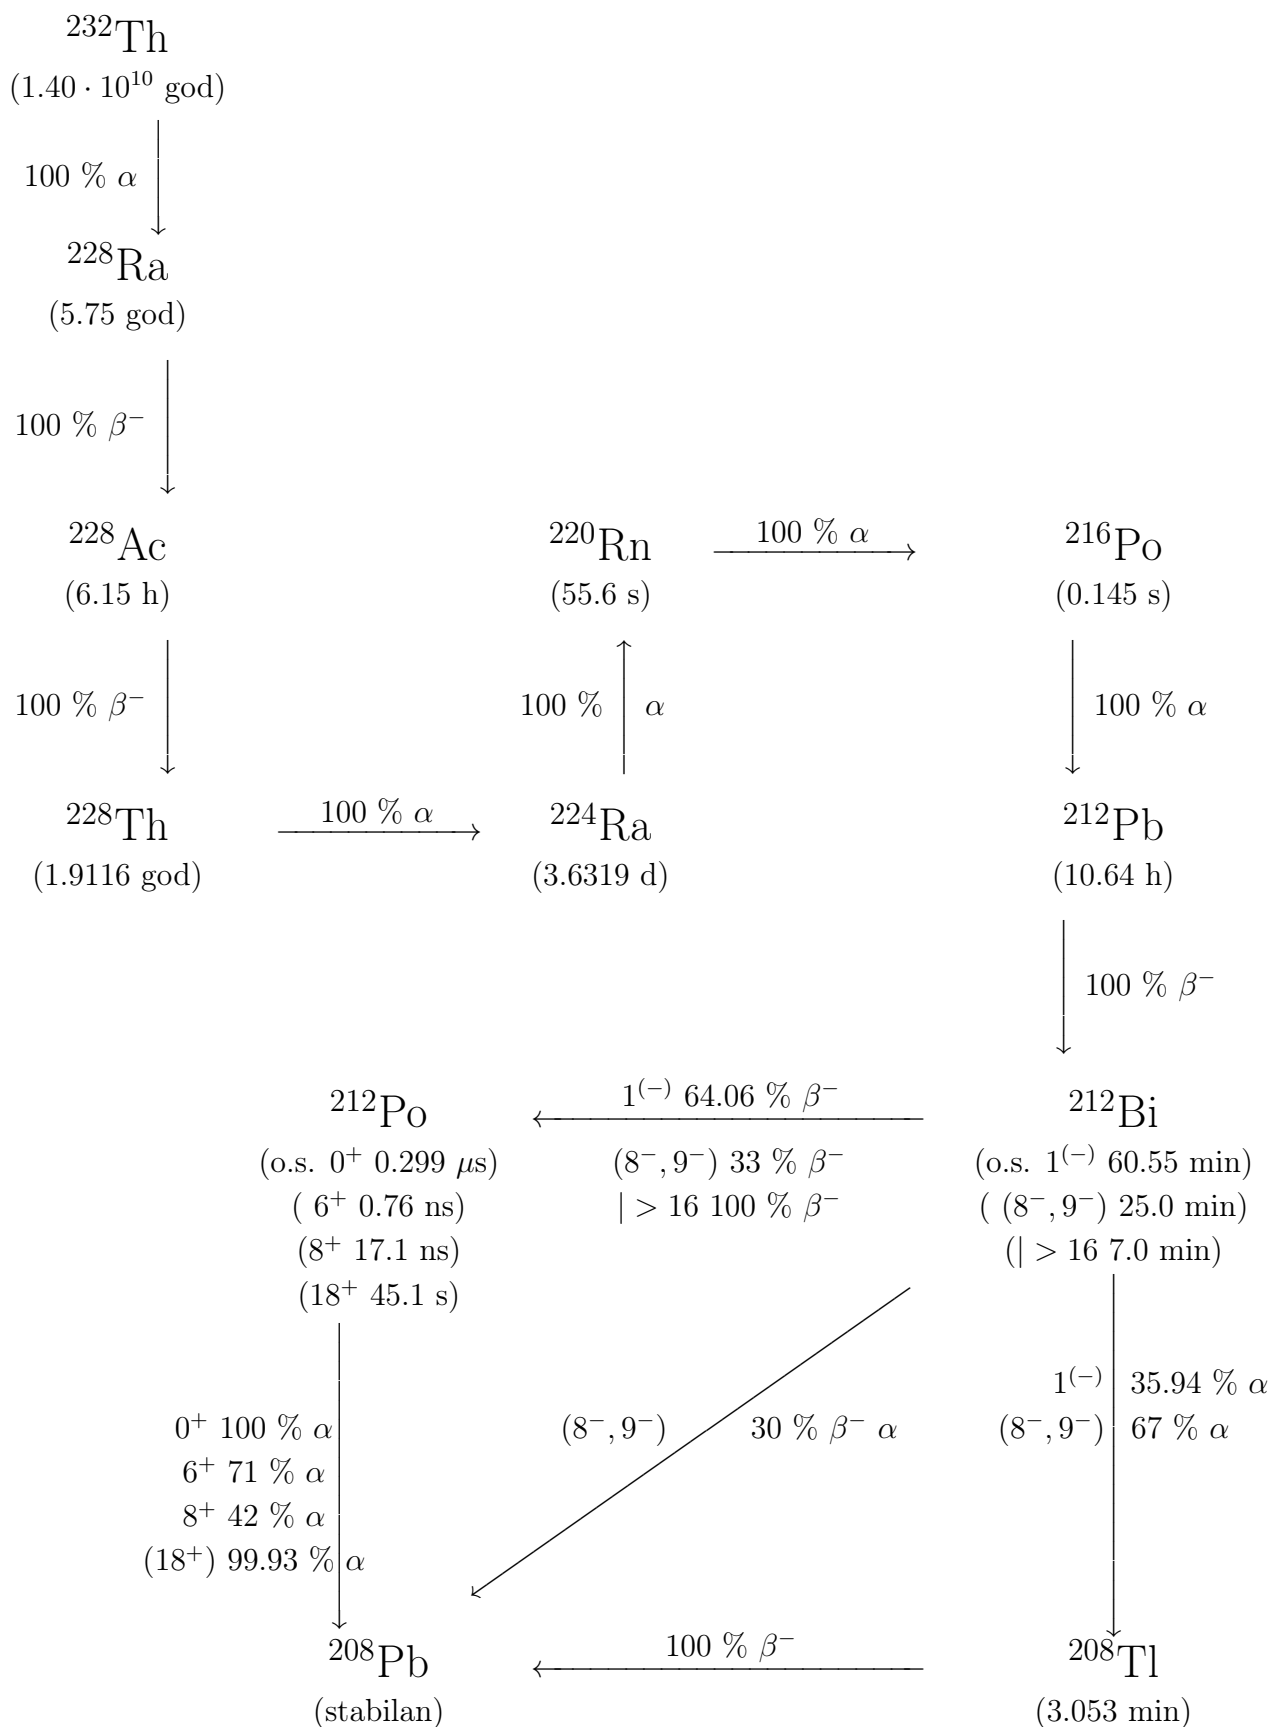 ²³²Th
(1.40 · 10¹⁰ god)
100 % α
²²⁸Ra
(5.75 god)
100 % β⁻
²²⁸Ac
(6.15 h)
²²⁰Rn
(55.6 s)
100 % α
²¹⁶Po
(0.145 s)
100 % β⁻
100 % α
100 % α
²²⁸Th
(1.9116 god)
100 % α
²²⁴Ra
(3.6319 d)
²¹²Pb
(10.64 h)
100 % β⁻
²¹²Po
(o.s. 0⁺ 0.299 μs)
( 6⁺ 0.76 ns)
(8⁺ 17.1 ns)
(18⁺ 45.1 s)
1⁽⁻⁾ 64.06 % β⁻
(8⁻, 9⁻) 33 % β⁻
| > 16 100 % β⁻
²¹²Bi
(o.s. 1⁽⁻⁾ 60.55 min)
( (8⁻, 9⁻) 25.0 min)
(| > 16 7.0 min)
0⁺ 100 % α
6⁺ 71 % α
8⁺ 42 % α
(18⁺) 99.93 % α
(8⁻, 9⁻) 30 % β⁻ α
1⁽⁻⁾ 35.94 % α
(8⁻, 9⁻) 67 % α
²⁰⁸Pb
(stabilan)
100 % β⁻
²⁰⁸Tl
(3.053 min)